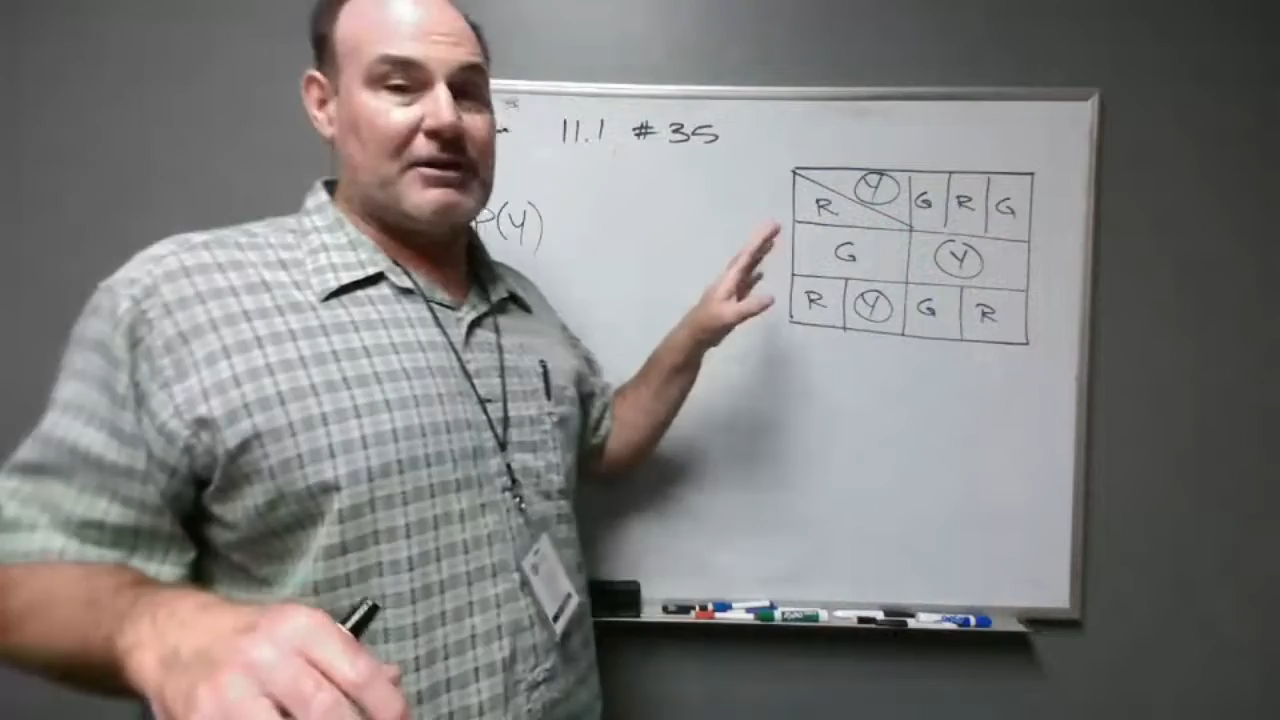 11.1 #35
P(Y)
R Y G R G
G Y
R Y G R